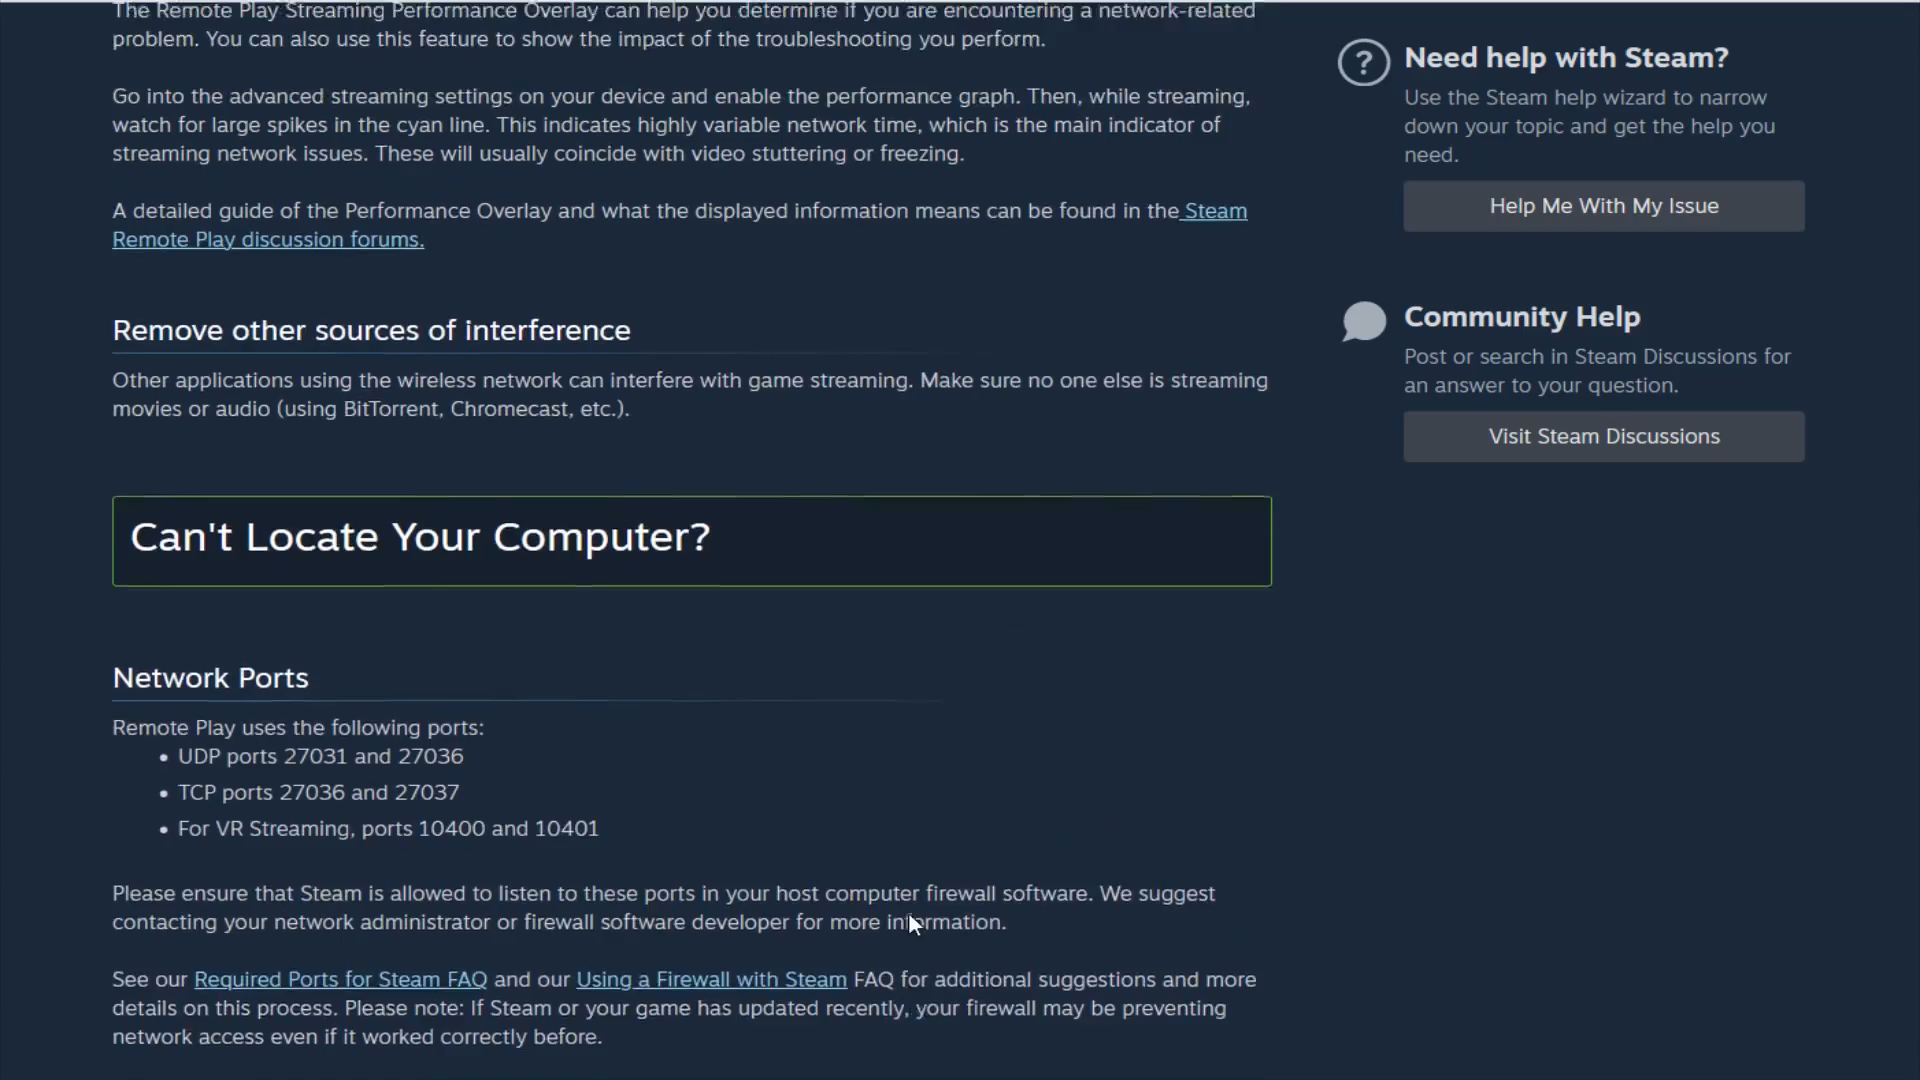 The Remote Play Streaming Performance Overlay can help you determine if you are encountering a network-related
problem. You can also use this feature to show the impact of the troubleshooting you perform.
Go into the advanced streaming settings on your device and enable the performance graph. Then, while streaming,
watch for large spikes in the cyan line. This indicates highly variable network time, which is the main indicator of
streaming network issues. These will usually coincide with video stuttering or freezing.
A detailed guide of the Performance Overlay and what the displayed information means can be found in the Steam
Remote Play discussion forums.
Remove other sources of interference
Other applications using the wireless network can interfere with game streaming. Make sure no one else is streaming
movies or audio (using BitTorrent, Chromecast, etc.).
Can't Locate Your Computer?
Network Ports
Remote Play uses the following ports:
• UDP ports 27031 and 27036
• TCP ports 27036 and 27037
• For VR Streaming, ports 10400 and 10401
Please ensure that Steam is allowed to listen to these ports in your host computer firewall software. We suggest
contacting your network administrator or firewall software developer for more information.
See our Required Ports for Steam FAQ and our Using a Firewall with Steam FAQ for additional suggestions and more
details on this process. Please note: If Steam or your game has updated recently, your firewall may be preventing
network access even if it worked correctly before.
? Need help with Steam?
Use the Steam help wizard to narrow
down your topic and get the help you
need.
Help Me With My Issue
Community Help
Post or search in Steam Discussions for
an answer to your question.
Visit Steam Discussions